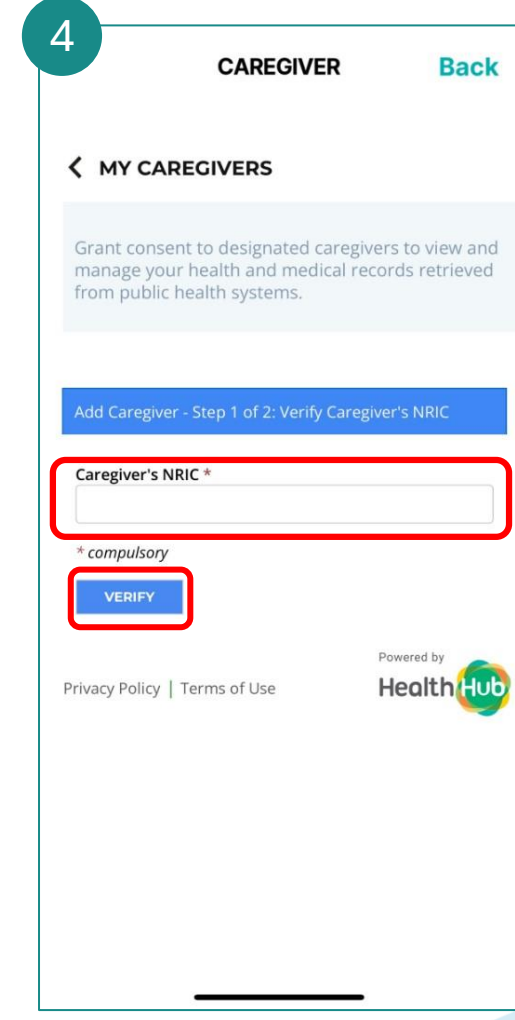 4
CAREGIVER Back
MY CAREGIVERS
Grant consent to designated caregivers to view and
manage your health and medical records retrieved
from public health systems.
Add Caregiver - Step 1 of 2: Verify Caregiver's NRIC
Caregiver's NRIC *
* compulsory
VERIFY
Powered by
Privacy Policy | Terms of Use
HealthHub